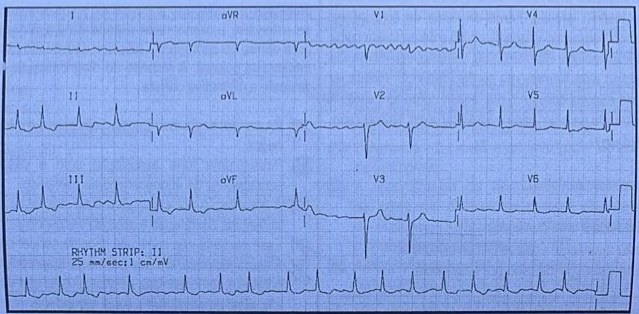 I aVR V1 V4
II aVL V2 V5
III aVF V3 V6
RHYTHM STRIP: II
25 mm/sec;1 cm/mV